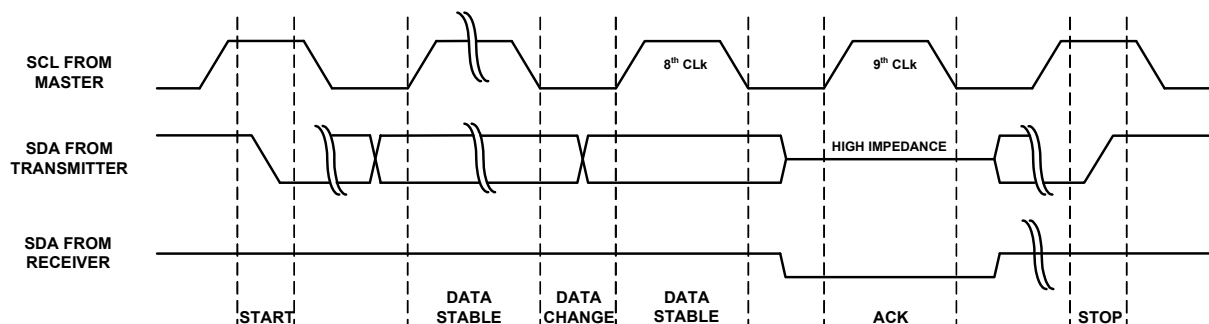 SCL FROM
MASTER
8th CLk
9th CLk
SDA FROM
TRANSMITTER
HIGH IMPEDANCE
SDA FROM
RECEIVER
START
DATA
STABLE
DATA
CHANGE
DATA
STABLE
ACK
STOP